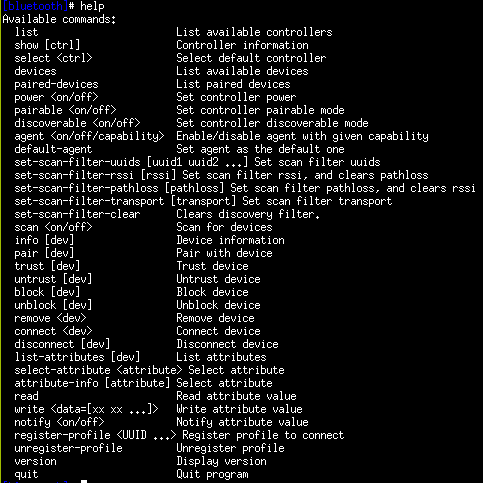 [bluetooth]# help
Available commands:
list List available controllers
show [ctrl] Controller information
select <ctrl> Select default controller
devices List available devices
paired-devices List paired devices
power <on/off> Set controller power
pairable <on/off> Set controller pairable mode
discoverable <on/off> Set controller discoverable mode
agent <on/off/capability> Enable/disable agent with given capability
default-agent Set agent as the default one
set-scan-filter-uuids [uuid1 uuid2 ...] Set scan filter uuids
set-scan-filter-rssi [rssi] Set scan filter rssi, and clears pathloss
set-scan-filter-pathloss [pathloss] Set scan filter pathloss, and clears rssi
set-scan-filter-transport [transport] Set scan filter transport
set-scan-filter-clear Clears discovery filter.
scan <on/off> Scan for devices
info [dev] Device information
pair [dev] Pair with device
trust [dev] Trust device
untrust [dev] Untrust device
block [dev] Block device
unblock [dev] Unblock device
remove <dev> Remove device
connect <dev> Connect device
disconnect [dev] Disconnect device
list-attributes [dev] List attributes
select-attribute <attribute> Select attribute
attribute-info [attribute] Select attribute
read Read attribute value
write <data=[xx xx ...]> Write attribute value
notify <on/off> Notify attribute value
register-profile <UUID ...> Register profile to connect
unregister-profile Unregister profile
version Display version
quit Quit program